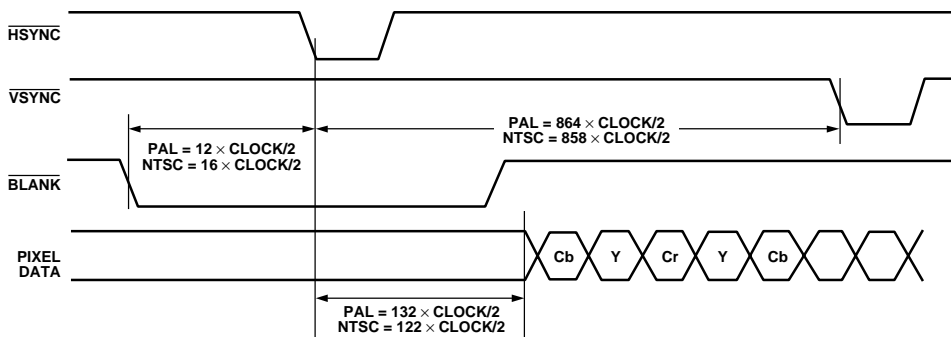 HSYNC
VSYNC
PAL = 864 × CLOCK/2
NTSC = 858 × CLOCK/2
PAL = 12 × CLOCK/2
NTSC = 16 × CLOCK/2
BLANK
PIXEL
DATA
Cb Y Cr Y Cb
PAL = 132 × CLOCK/2
NTSC = 122 × CLOCK/2